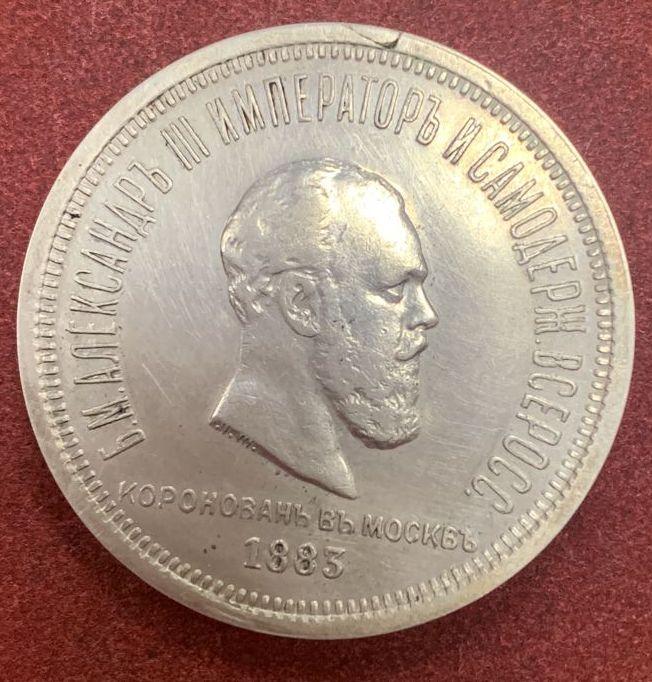 Б. М. АЛЕКСАНДРЪ III ИМПЕРАТОРЪ И САМОДЕРЖ. ВСЕРОСС.
КОРОНОВАНЪ ВЪ МОСКВѢ
1883